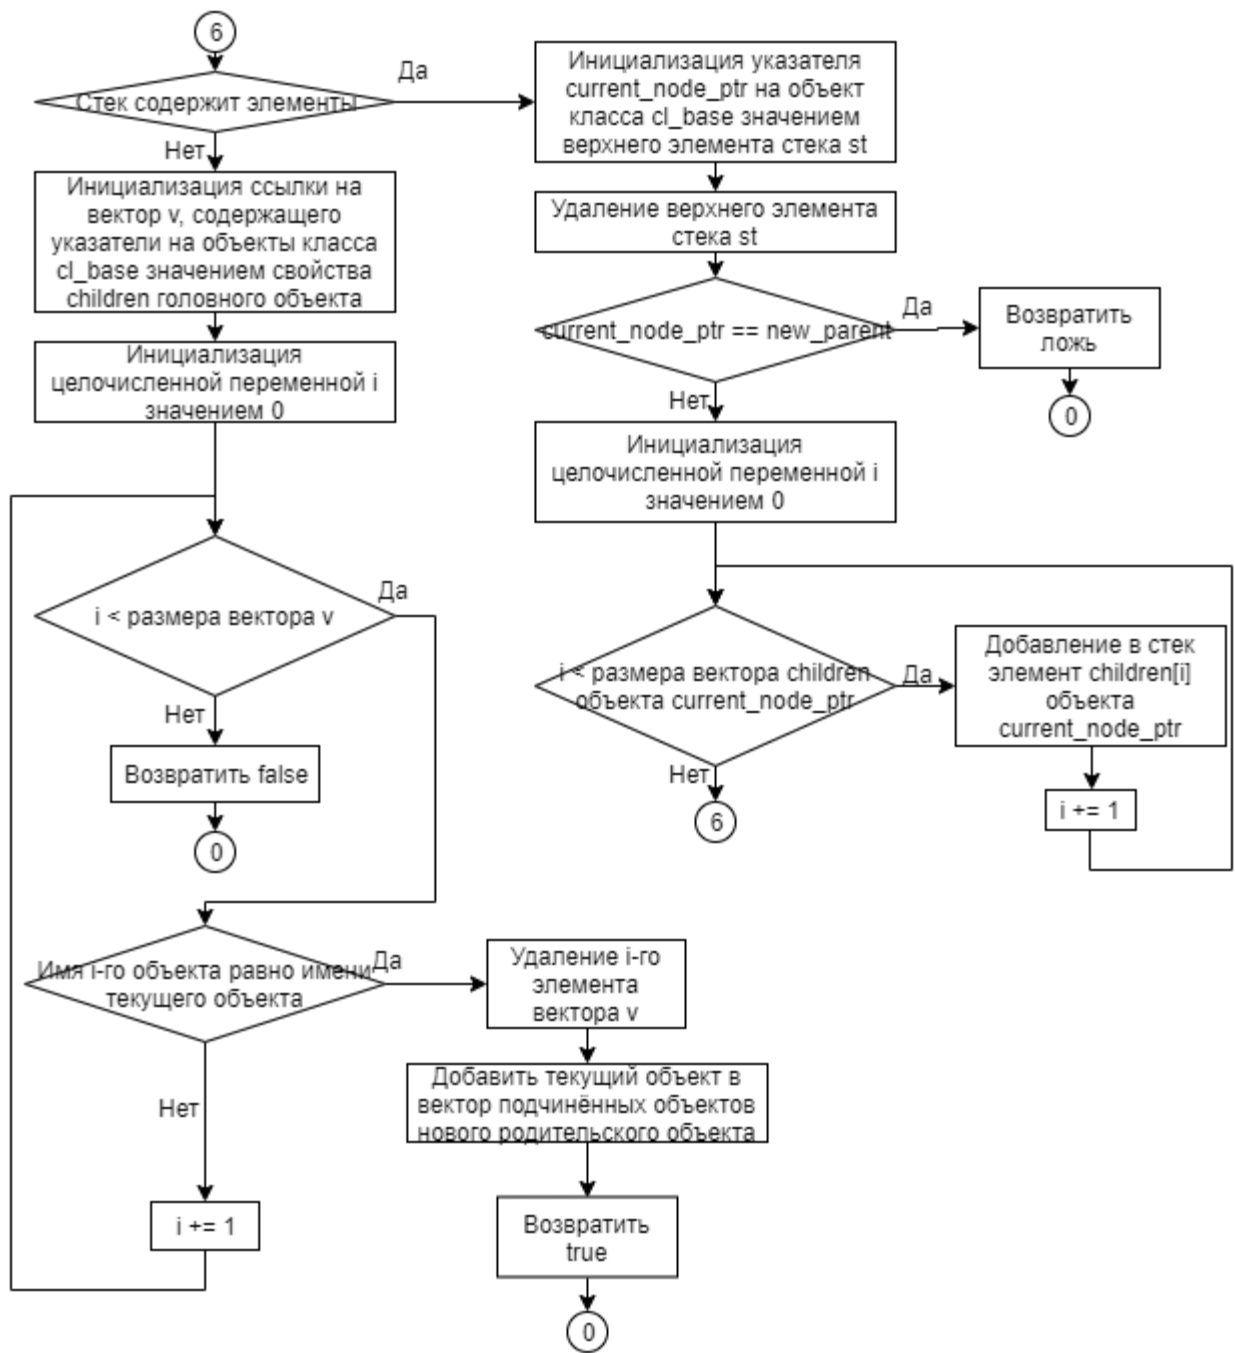 6
Стек содержит элементы
Да
Нет
Инициализация указателя
current_node_ptr на объект
класса cl_base значением
верхнего элемента стека st
Инициализация ссылки на
вектор v, содержащего
указатели на объекты класса
cl_base значением свойства
children головного объекта
Удаление верхнего элемента
стека st
current_node_ptr == new_parent
Да
Возвратить
ложь
0
Нет
Инициализация
целочисленной переменной i
значением 0
Инициализация
целочисленной переменной i
значением 0
i < размера вектора v
Да
Нет
Возвратить false
0
i < размера вектора children
объекта current_node_ptr
Да
Добавление в стек
элемент children[i]
объекта
current_node_ptr
i += 1
Нет
6
Имя i-го объекта равно имени
текущего объекта
Да
Удаление i-го
элемента
вектора v
Добавить текущий объект в
вектор подчинённых объектов
нового родительского объекта
Нет
i += 1
Возвратить
true
0